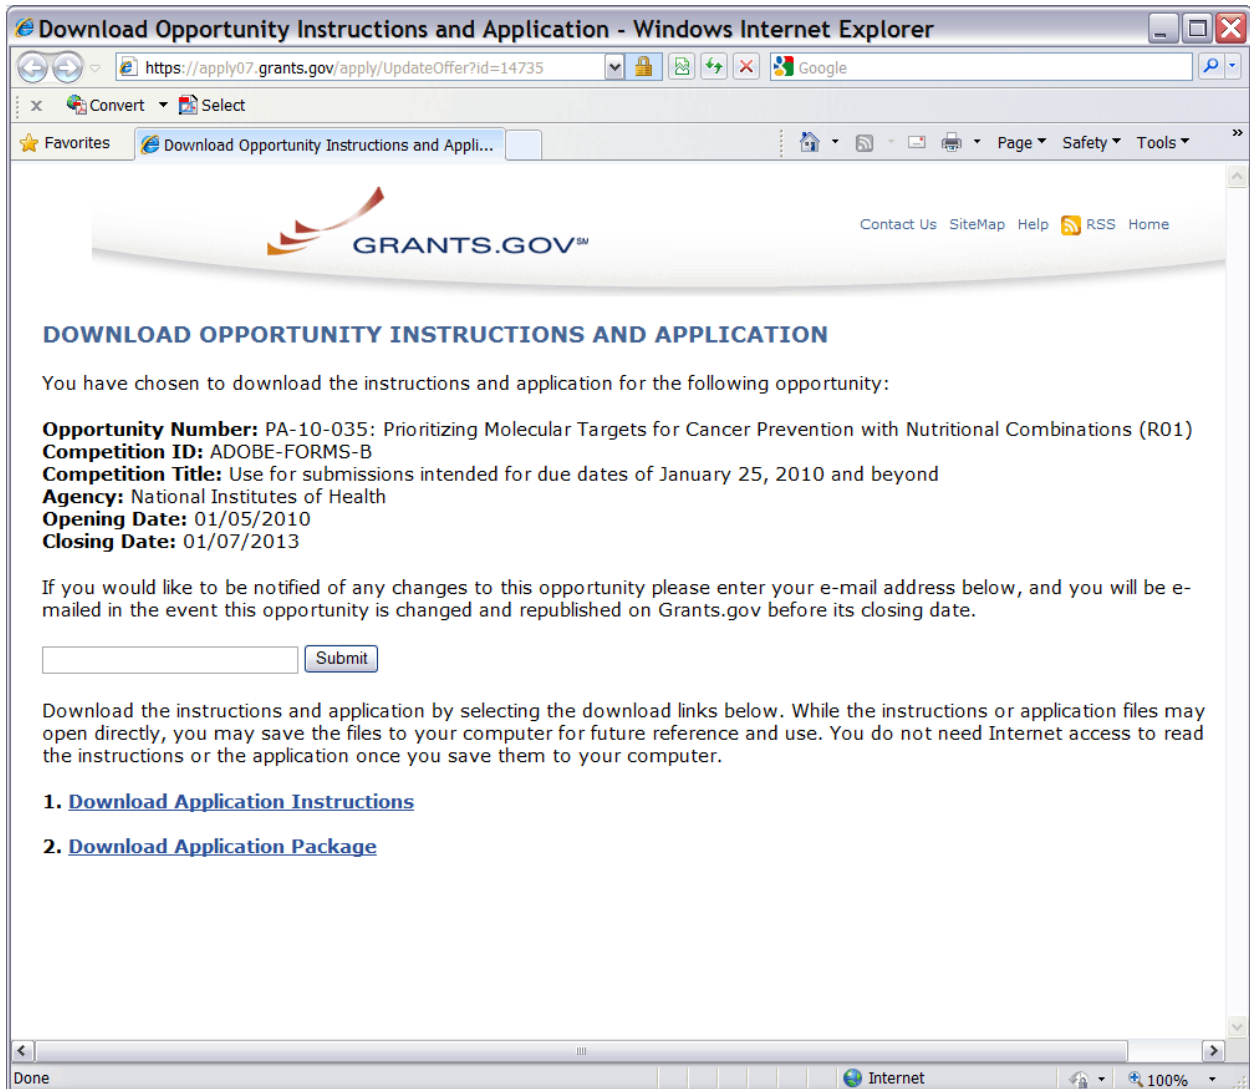 Download Opportunity Instructions and Application - Windows Internet Explorer
https://apply07.grants.gov/apply/UpdateOffer?id=14735
Google
x Convert Select
Favorites Download Opportunity Instructions and Appli... Page Safety Tools »
GRANTS.GOV℠
Contact Us SiteMap Help RSS Home
DOWNLOAD OPPORTUNITY INSTRUCTIONS AND APPLICATION
You have chosen to download the instructions and application for the following opportunity:
Opportunity Number: PA-10-035: Prioritizing Molecular Targets for Cancer Prevention with Nutritional Combinations (R01)
Competition ID: ADOBE-FORMS-B
Competition Title: Use for submissions intended for due dates of January 25, 2010 and beyond
Agency: National Institutes of Health
Opening Date: 01/05/2010
Closing Date: 01/07/2013
If you would like to be notified of any changes to this opportunity please enter your e-mail address below, and you will be e-
mailed in the event this opportunity is changed and republished on Grants.gov before its closing date.
Submit
Download the instructions and application by selecting the download links below. While the instructions or application files may
open directly, you may save the files to your computer for future reference and use. You do not need Internet access to read
the instructions or the application once you save them to your computer.
1. Download Application Instructions
2. Download Application Package
Done Internet 100%